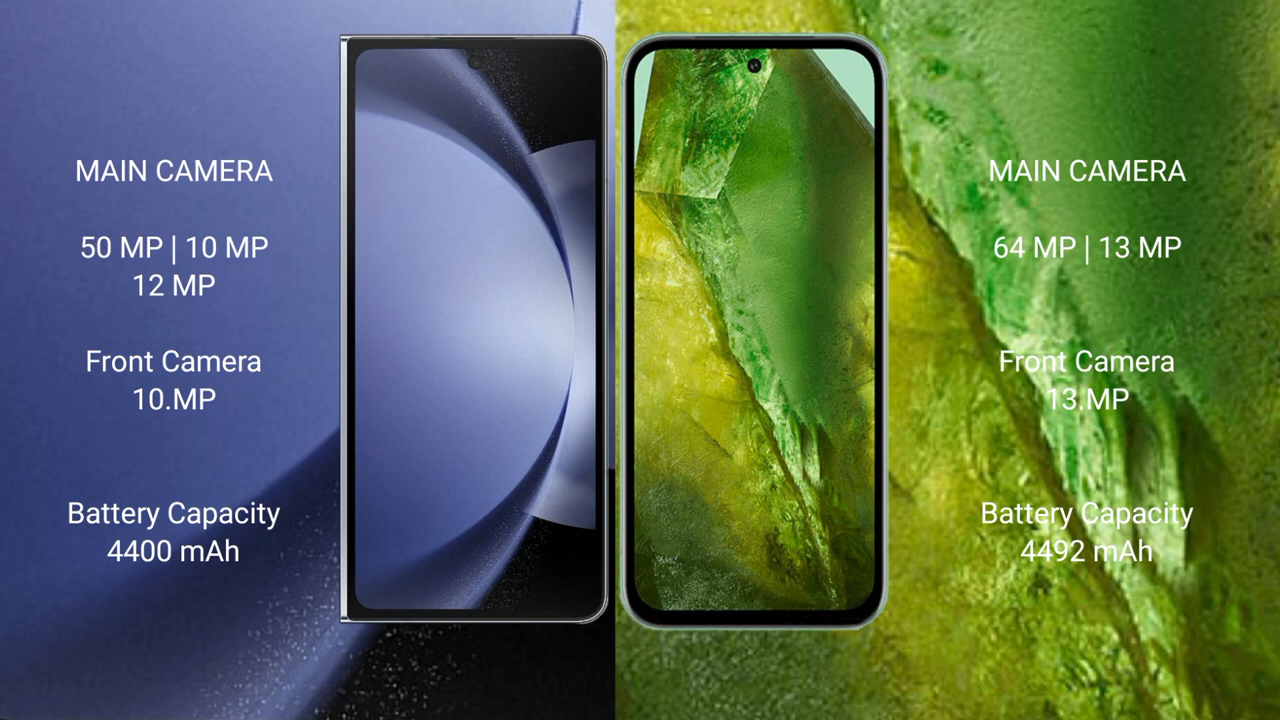 MAIN CAMERA
50 MP | 10 MP
12 MP
Front Camera
10.MP
Battery Capacity
4400 mAh
MAIN CAMERA
64 MP | 13 MP
Front Camera
13.MP
Battery Capacity
4492 mAh